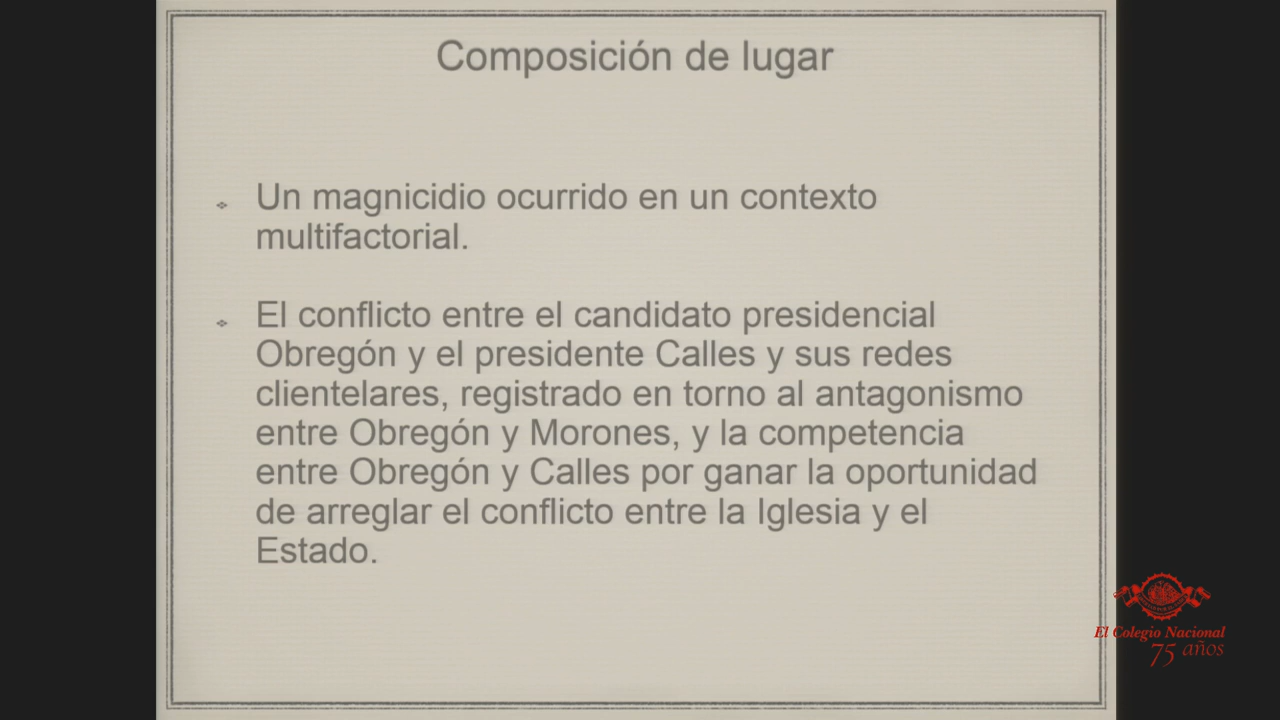 Composición de lugar
Un magnicidio ocurrido en un contexto
multifactorial.
El conflicto entre el candidato presidencial
Obregón y el presidente Calles y sus redes
clientelares, registrado en torno al antagonismo
entre Obregón y Morones, y la competencia
entre Obregón y Calles por ganar la oportunidad
de arreglar el conflicto entre la Iglesia y el
Estado.
El Colegio Nacional
75 años